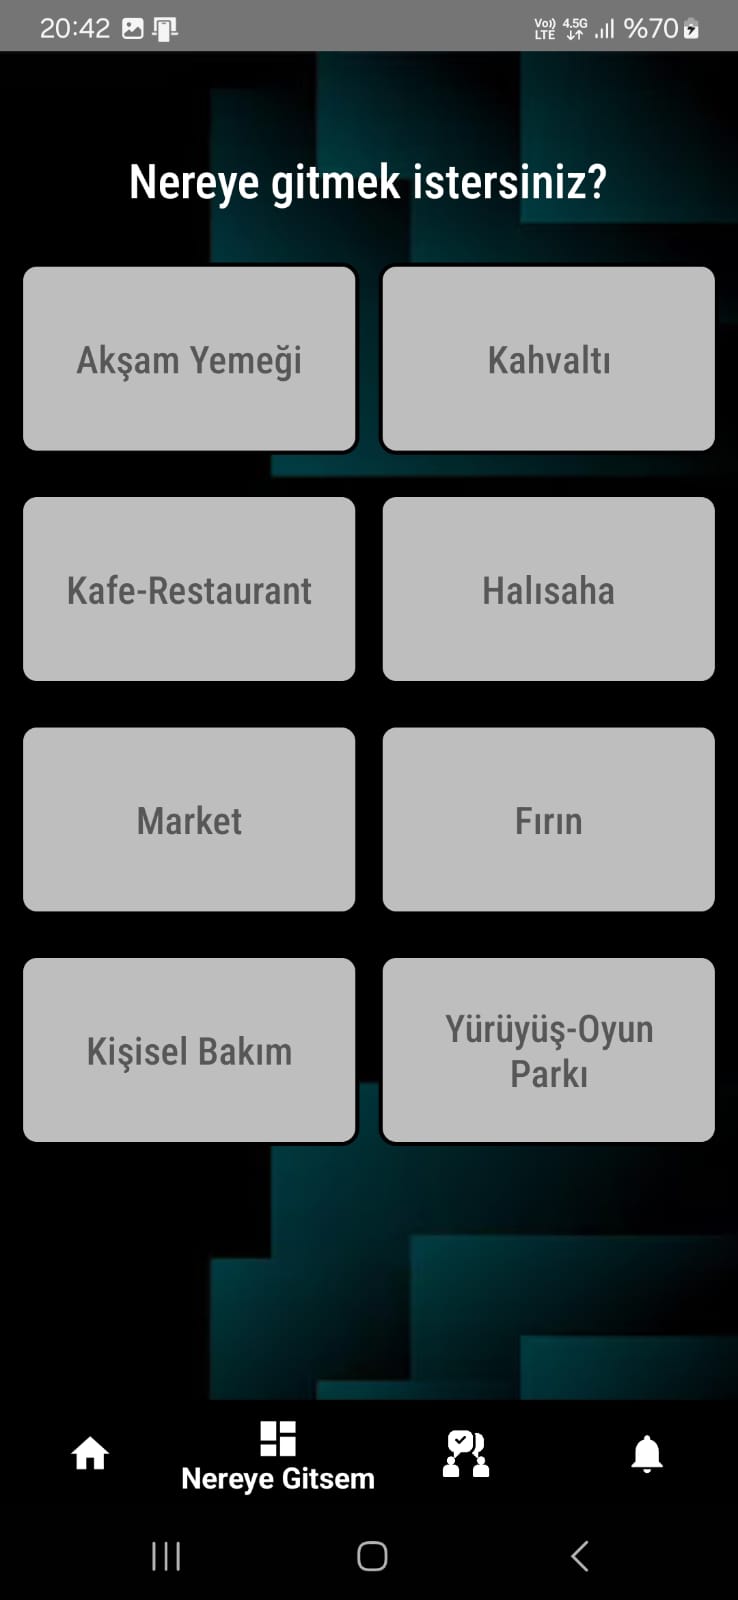 20:42
Vo)) LTE 4.5G %70
Nereye gitmek istersiniz?
Akşam Yemeği
Kahvaltı
Kafe-Restaurant
Halısaha
Market
Fırın
Kişisel Bakım
Yürüyüş-Oyun
Parkı
Nereye Gitsem